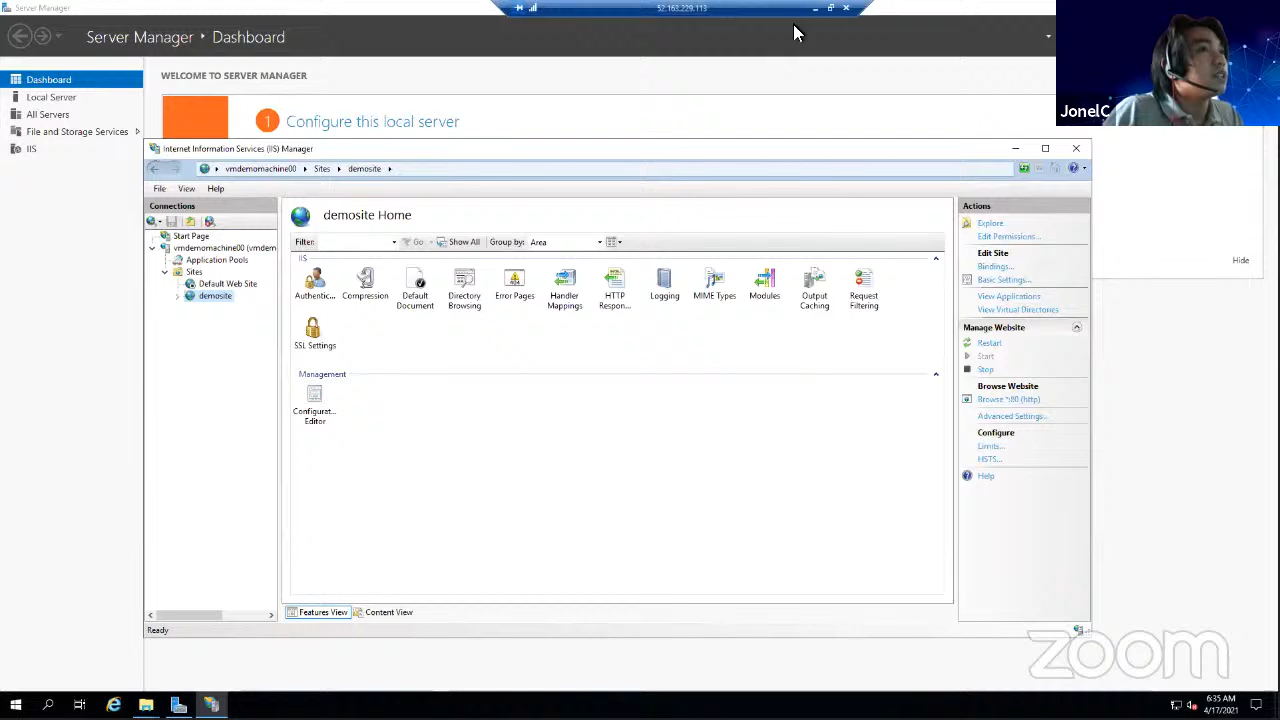 Server Manager
52.163.229.113
Server Manager • Dashboard
JonelC
Dashboard
Local Server
All Servers
File and Storage Services
IIS
WELCOME TO SERVER MANAGER
1 Configure this local server
Hide
Internet Information Services (IIS) Manager
vmdemomachine00 Sites demosite
File View Help
Connections
Start Page
vmdemomachine00 (vmdem
Application Pools
Sites
Default Web Site
demosite
demosite Home
Filter: Go Show All Group by: Area
IIS
Authentic...
Compression
Default Document
Directory Browsing
Error Pages
Handler Mappings
HTTP Respon...
Logging
MIME Types
Modules
Output Caching
Request Filtering
SSL Settings
Management
Configurat... Editor
Features View Content View
Ready
Actions
Explore
Edit Permissions...
Edit Site
Bindings...
Basic Settings...
View Applications
View Virtual Directories
Manage Website
Restart
Start
Stop
Browse Website
Browse *:80 (http)
Advanced Settings...
Configure
Limits...
HSTS...
Help
zoom
6:35 AM
4/17/2021